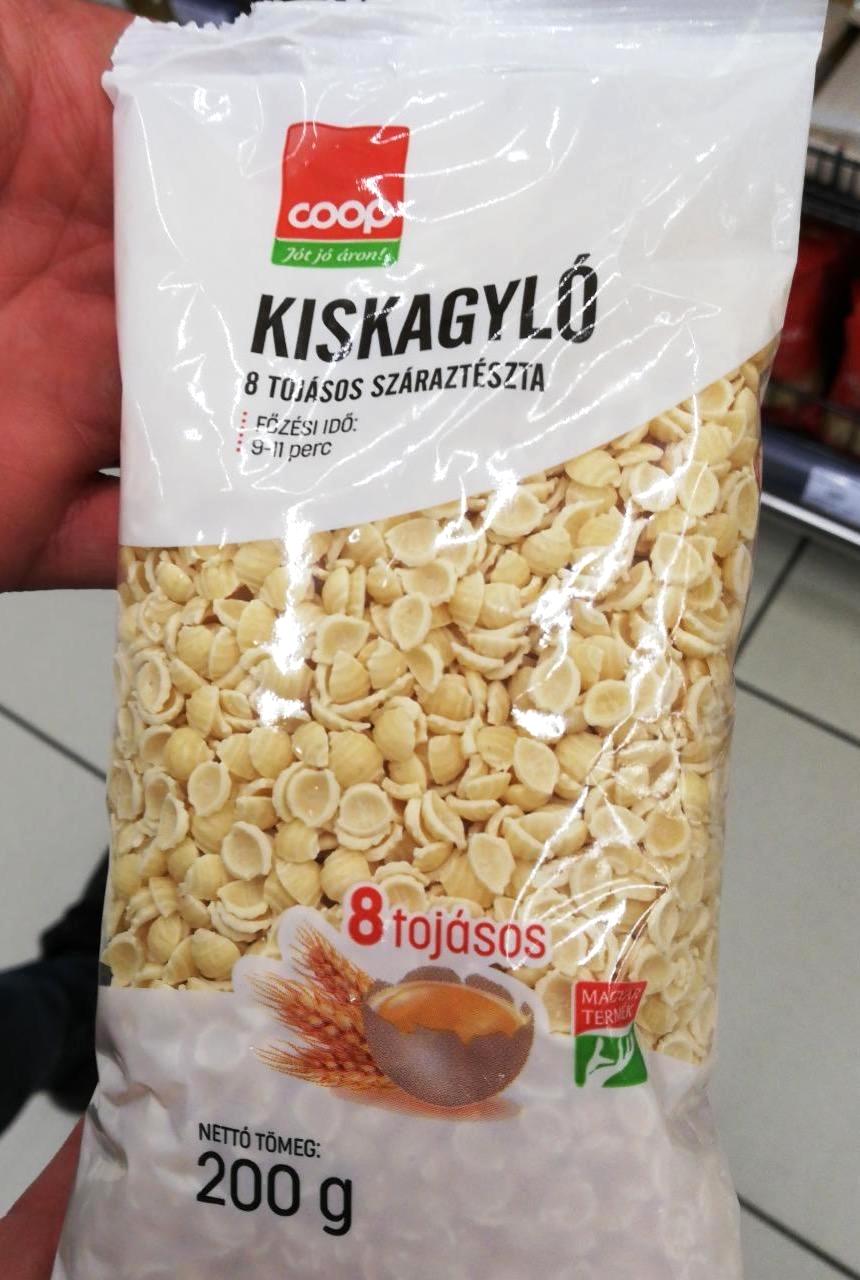 coop
Jót jó áron!
KISKAGYLÓ
8 TOJÁSOS SZÁRAZTÉSZTA
FŐZÉSI IDŐ:
9-11 perc
8 tojásos
MAGYAR
TERMÉK
NETTÓ TÖMEG:
200 g